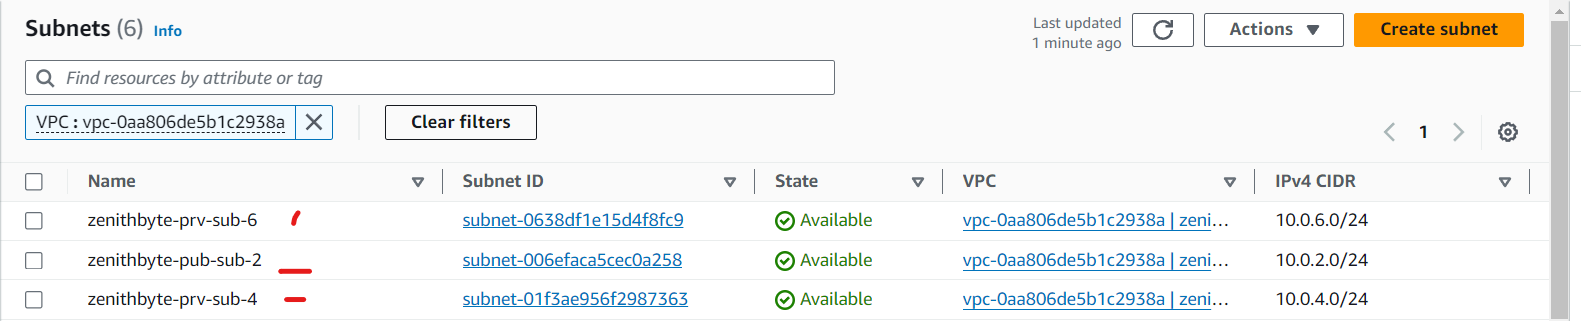 Subnets (6) Info
Last updated
1 minute ago
Actions
Create subnet
Find resources by attribute or tag
VPC : vpc-0aa806de5b1c2938a
Clear filters
1
Name Subnet ID State VPC IPv4 CIDR
zenithbyte-prv-sub-6 subnet-0638df1e15d4f8fc9 Available vpc-0aa806de5b1c2938a | zeni… 10.0.6.0/24
zenithbyte-pub-sub-2 subnet-006efaca5cec0a258 Available vpc-0aa806de5b1c2938a | zeni… 10.0.2.0/24
zenithbyte-prv-sub-4 subnet-01f3ae956f2987363 Available vpc-0aa806de5b1c2938a | zeni… 10.0.4.0/24